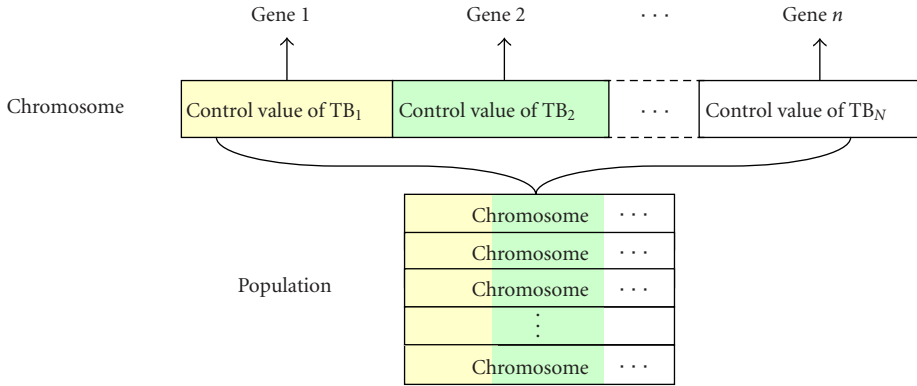 Gene 1 Gene 2 · · · Gene n
Chromosome Control value of TB₁ Control value of TB₂ · · · Control value of TB_N
Chromosome · · ·
Chromosome · · ·
Population Chromosome · · ·
⋮
Chromosome · · ·